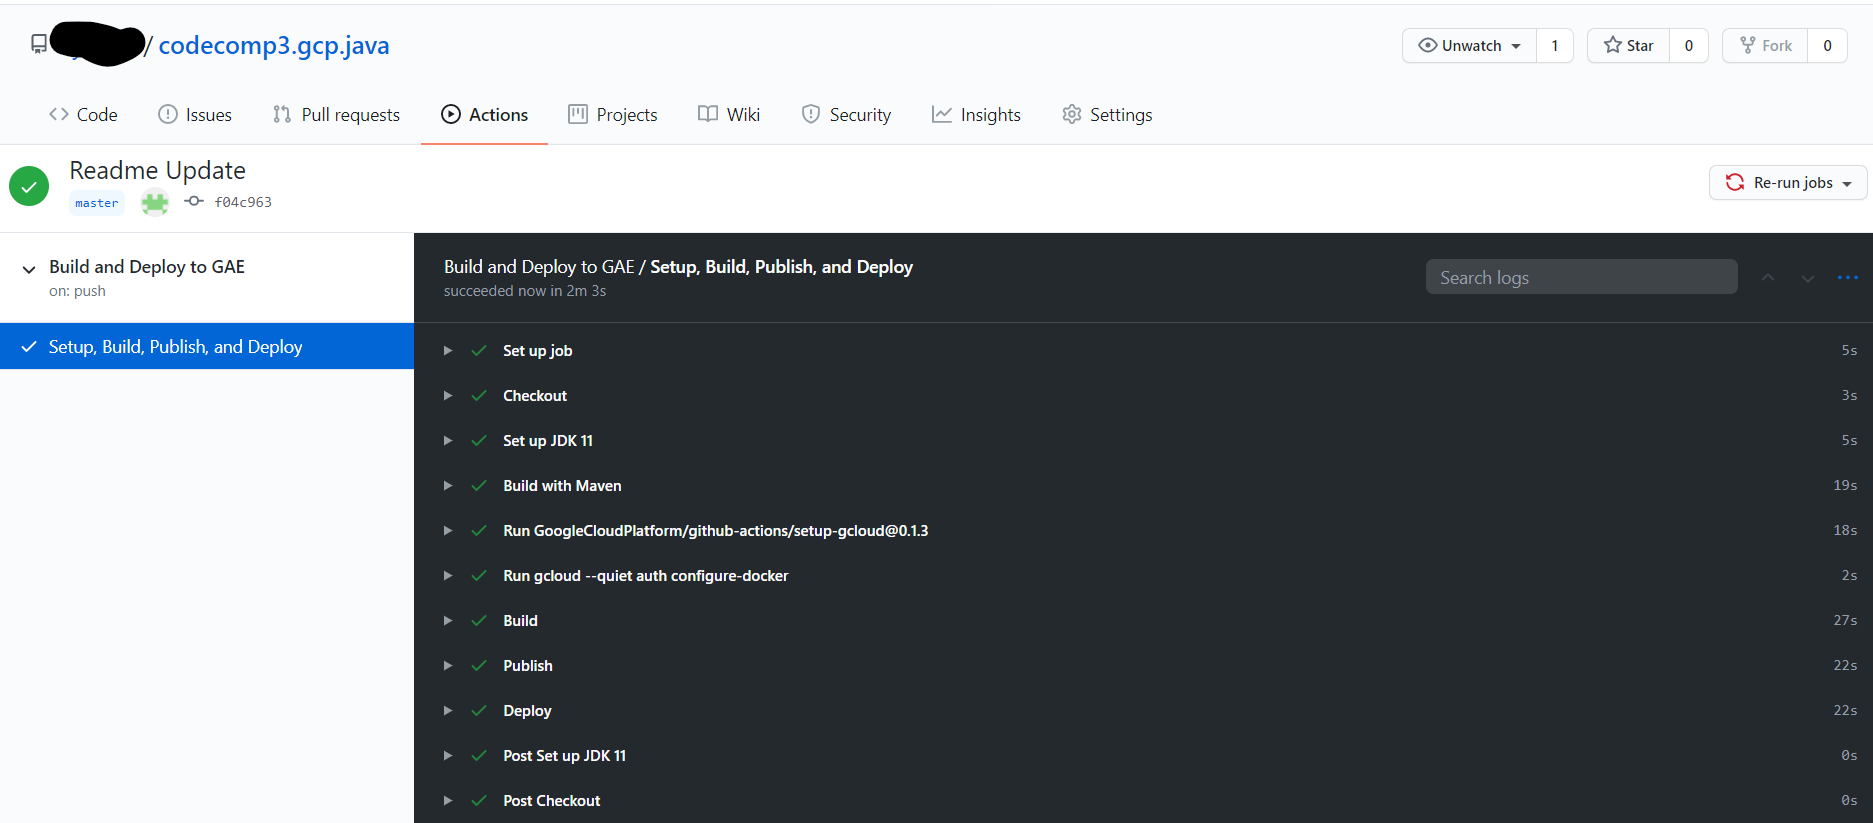 / codecomp3.gcp.java
Unwatch 1 Star 0 Fork 0
Code Issues Pull requests Actions Projects Wiki Security Insights Settings
Readme Update
master f04c963
Re-run jobs
Build and Deploy to GAE
on: push
Setup, Build, Publish, and Deploy
Build and Deploy to GAE / Setup, Build, Publish, and Deploy
succeeded now in 2m 3s
Search logs
Set up job 5s
Checkout 3s
Set up JDK 11 5s
Build with Maven 19s
Run GoogleCloudPlatform/github-actions/setup-gcloud@0.1.3 18s
Run gcloud --quiet auth configure-docker 2s
Build 27s
Publish 22s
Deploy 22s
Post Set up JDK 11 0s
Post Checkout 0s